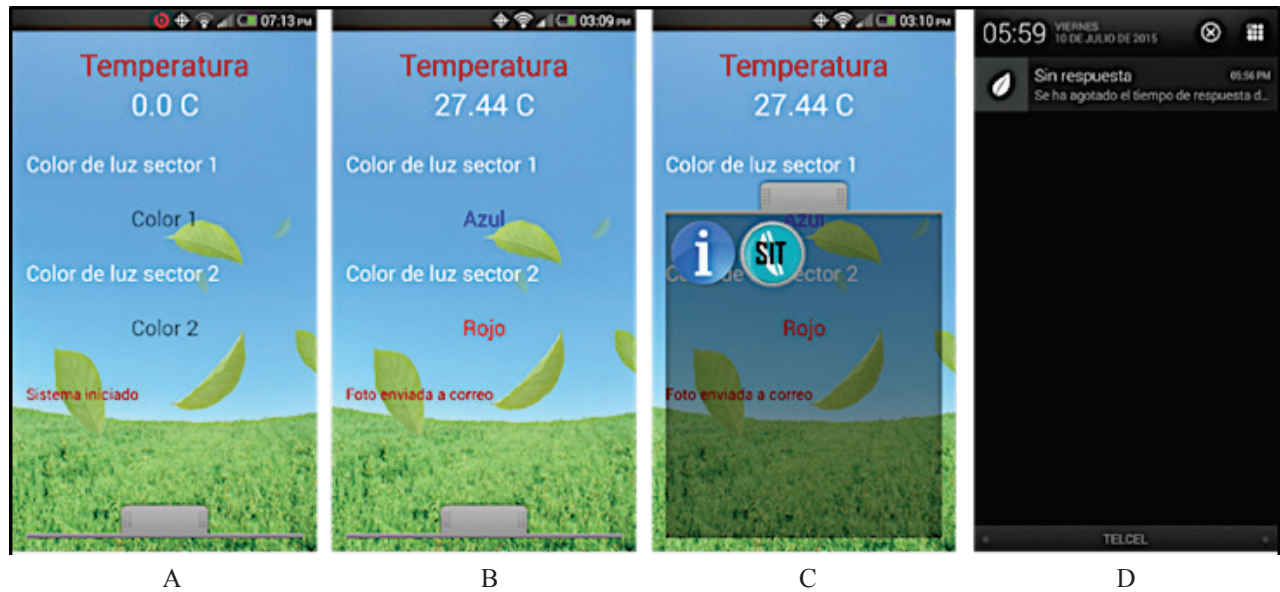 07:13 PM
Temperatura
0.0 C
Color de luz sector 1
Color 1
Color de luz sector 2
Color 2
Sistema iniciado
A
03:09 PM
Temperatura
27.44 C
Color de luz sector 1
Azul
Color de luz sector 2
Rojo
Foto enviada a correo
B
03:10 PM
Temperatura
27.44 C
Color de luz sector 1
Azul
i
SIT
Color de luz sector 2
Rojo
Foto enviada a correo
C
05:59 VIERNES
10 DE JULIO DE 2015
Sin respuesta 05:56 PM
Se ha agotado el tiempo de respuesta d...
TELCEL
D